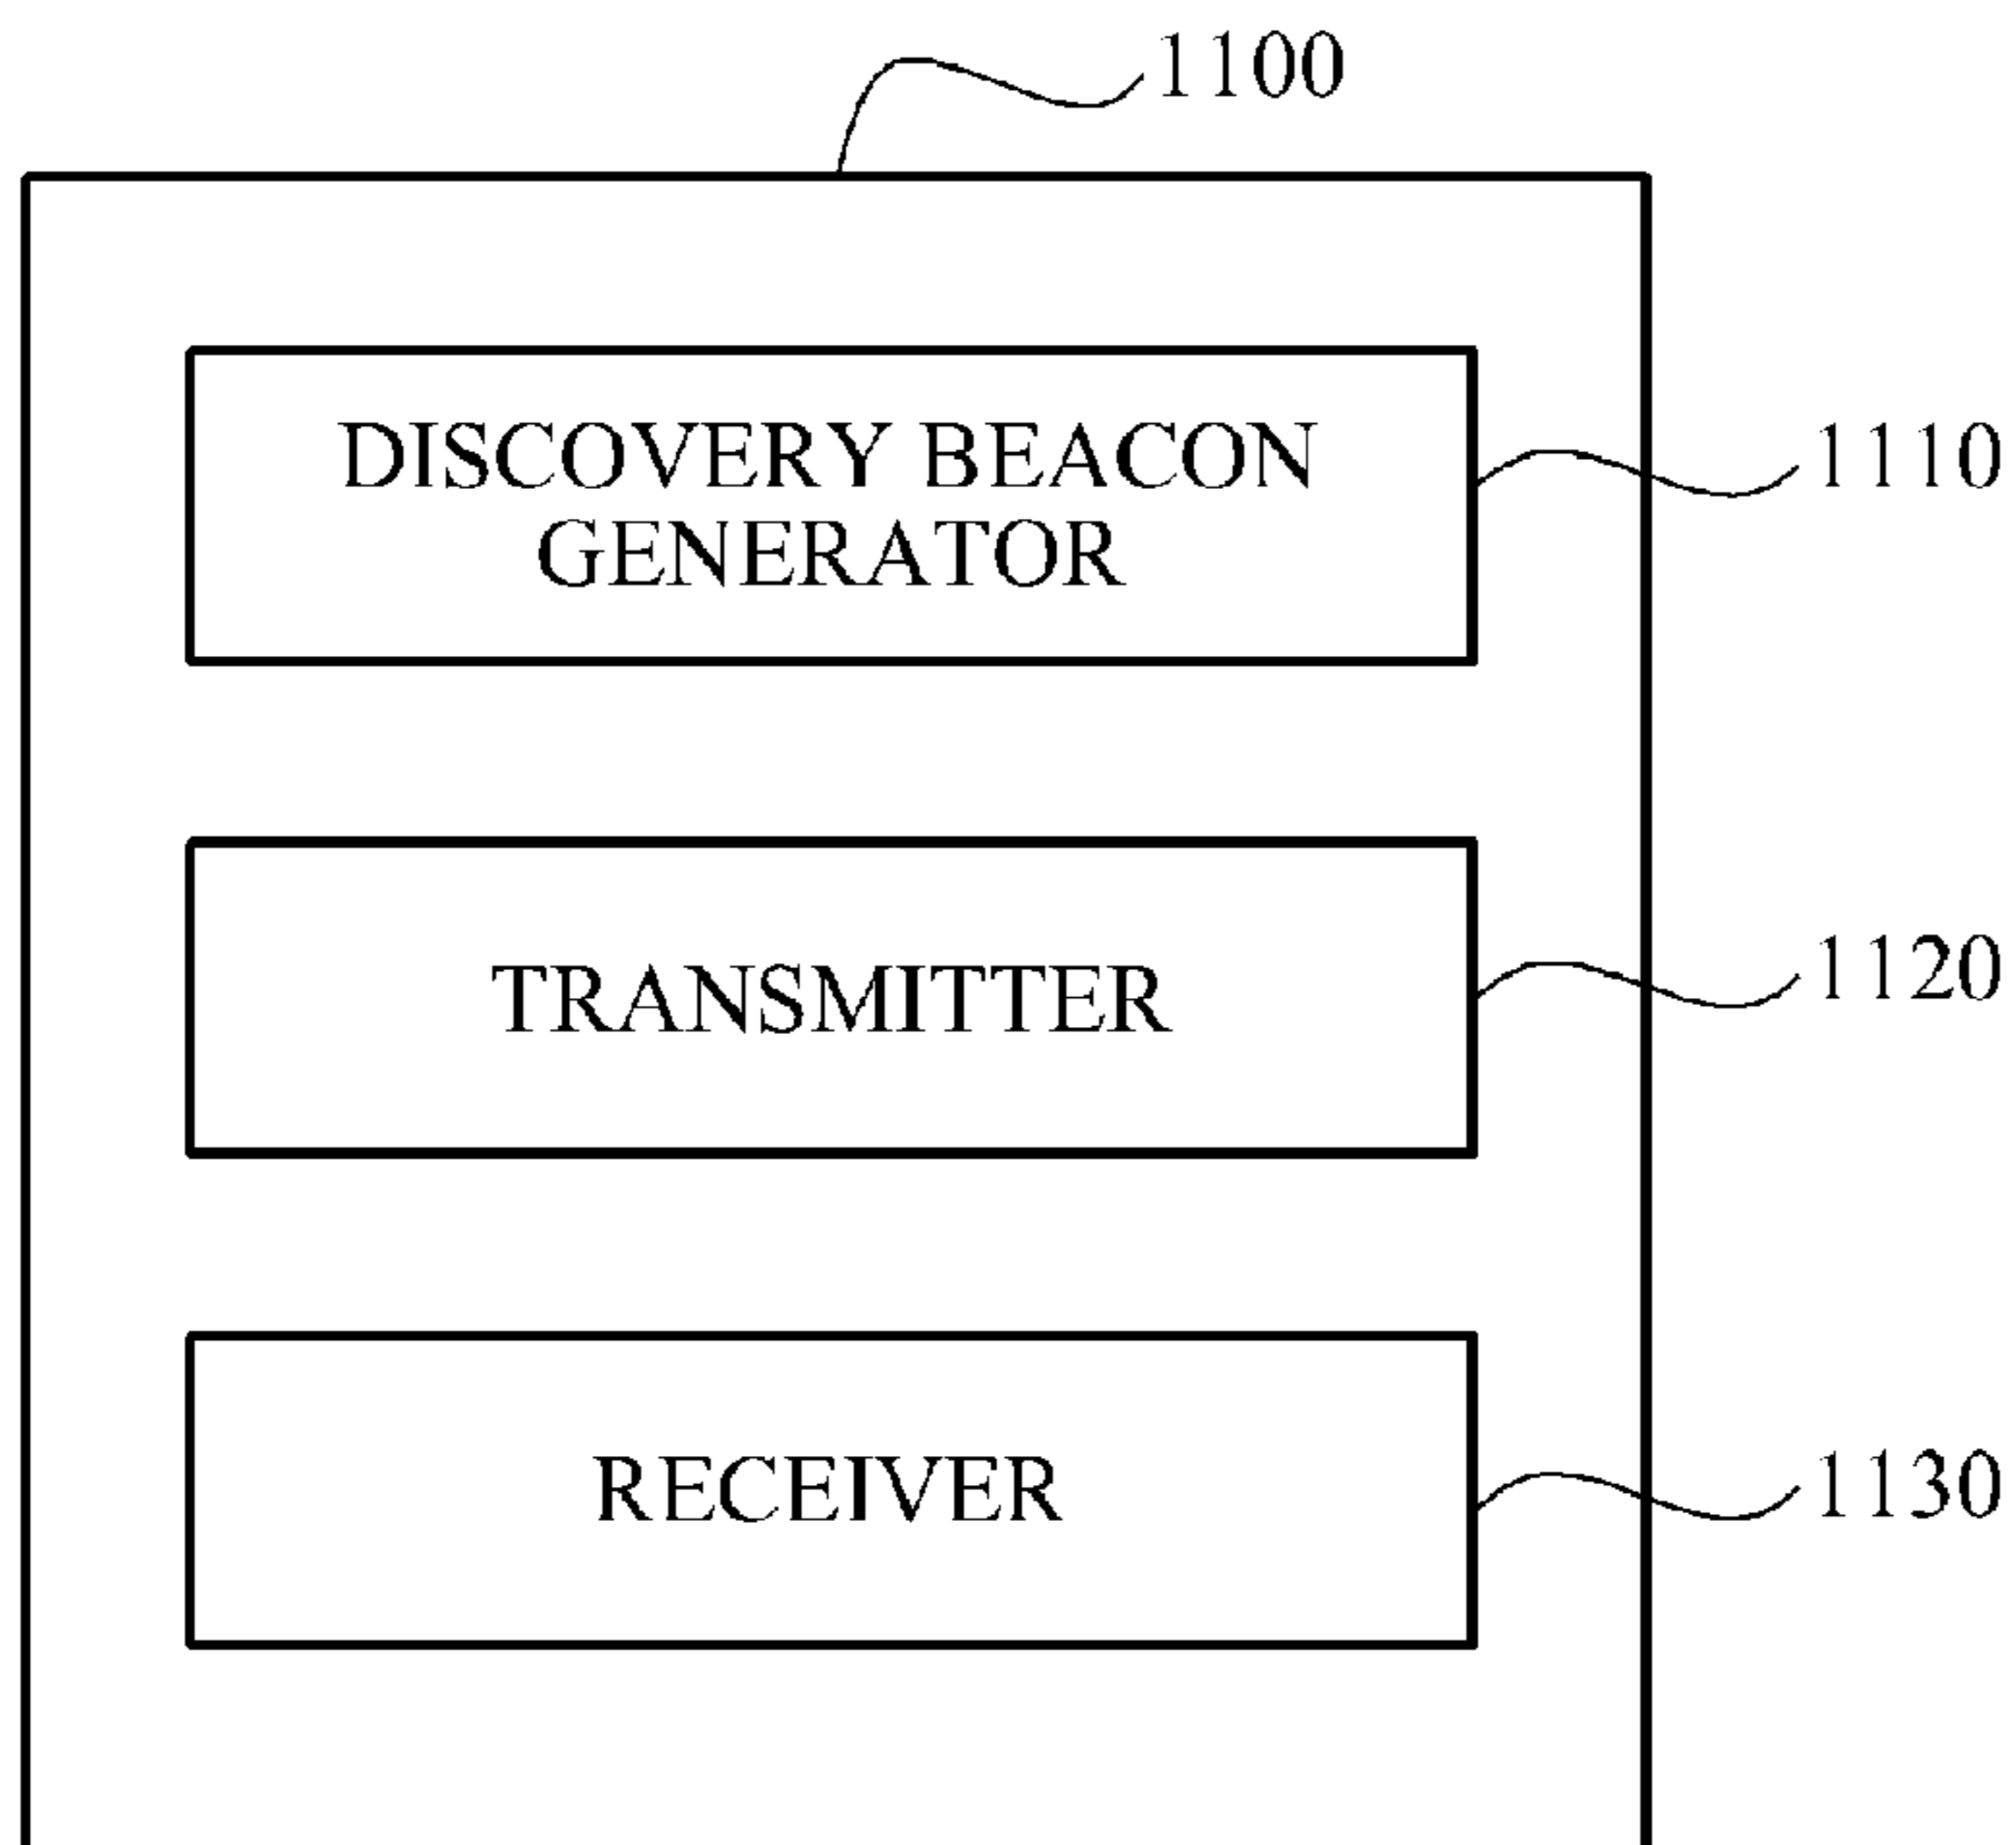 1100
DISCOVERY BEACON
GENERATOR
1110
TRANSMITTER
1120
RECEIVER
1130